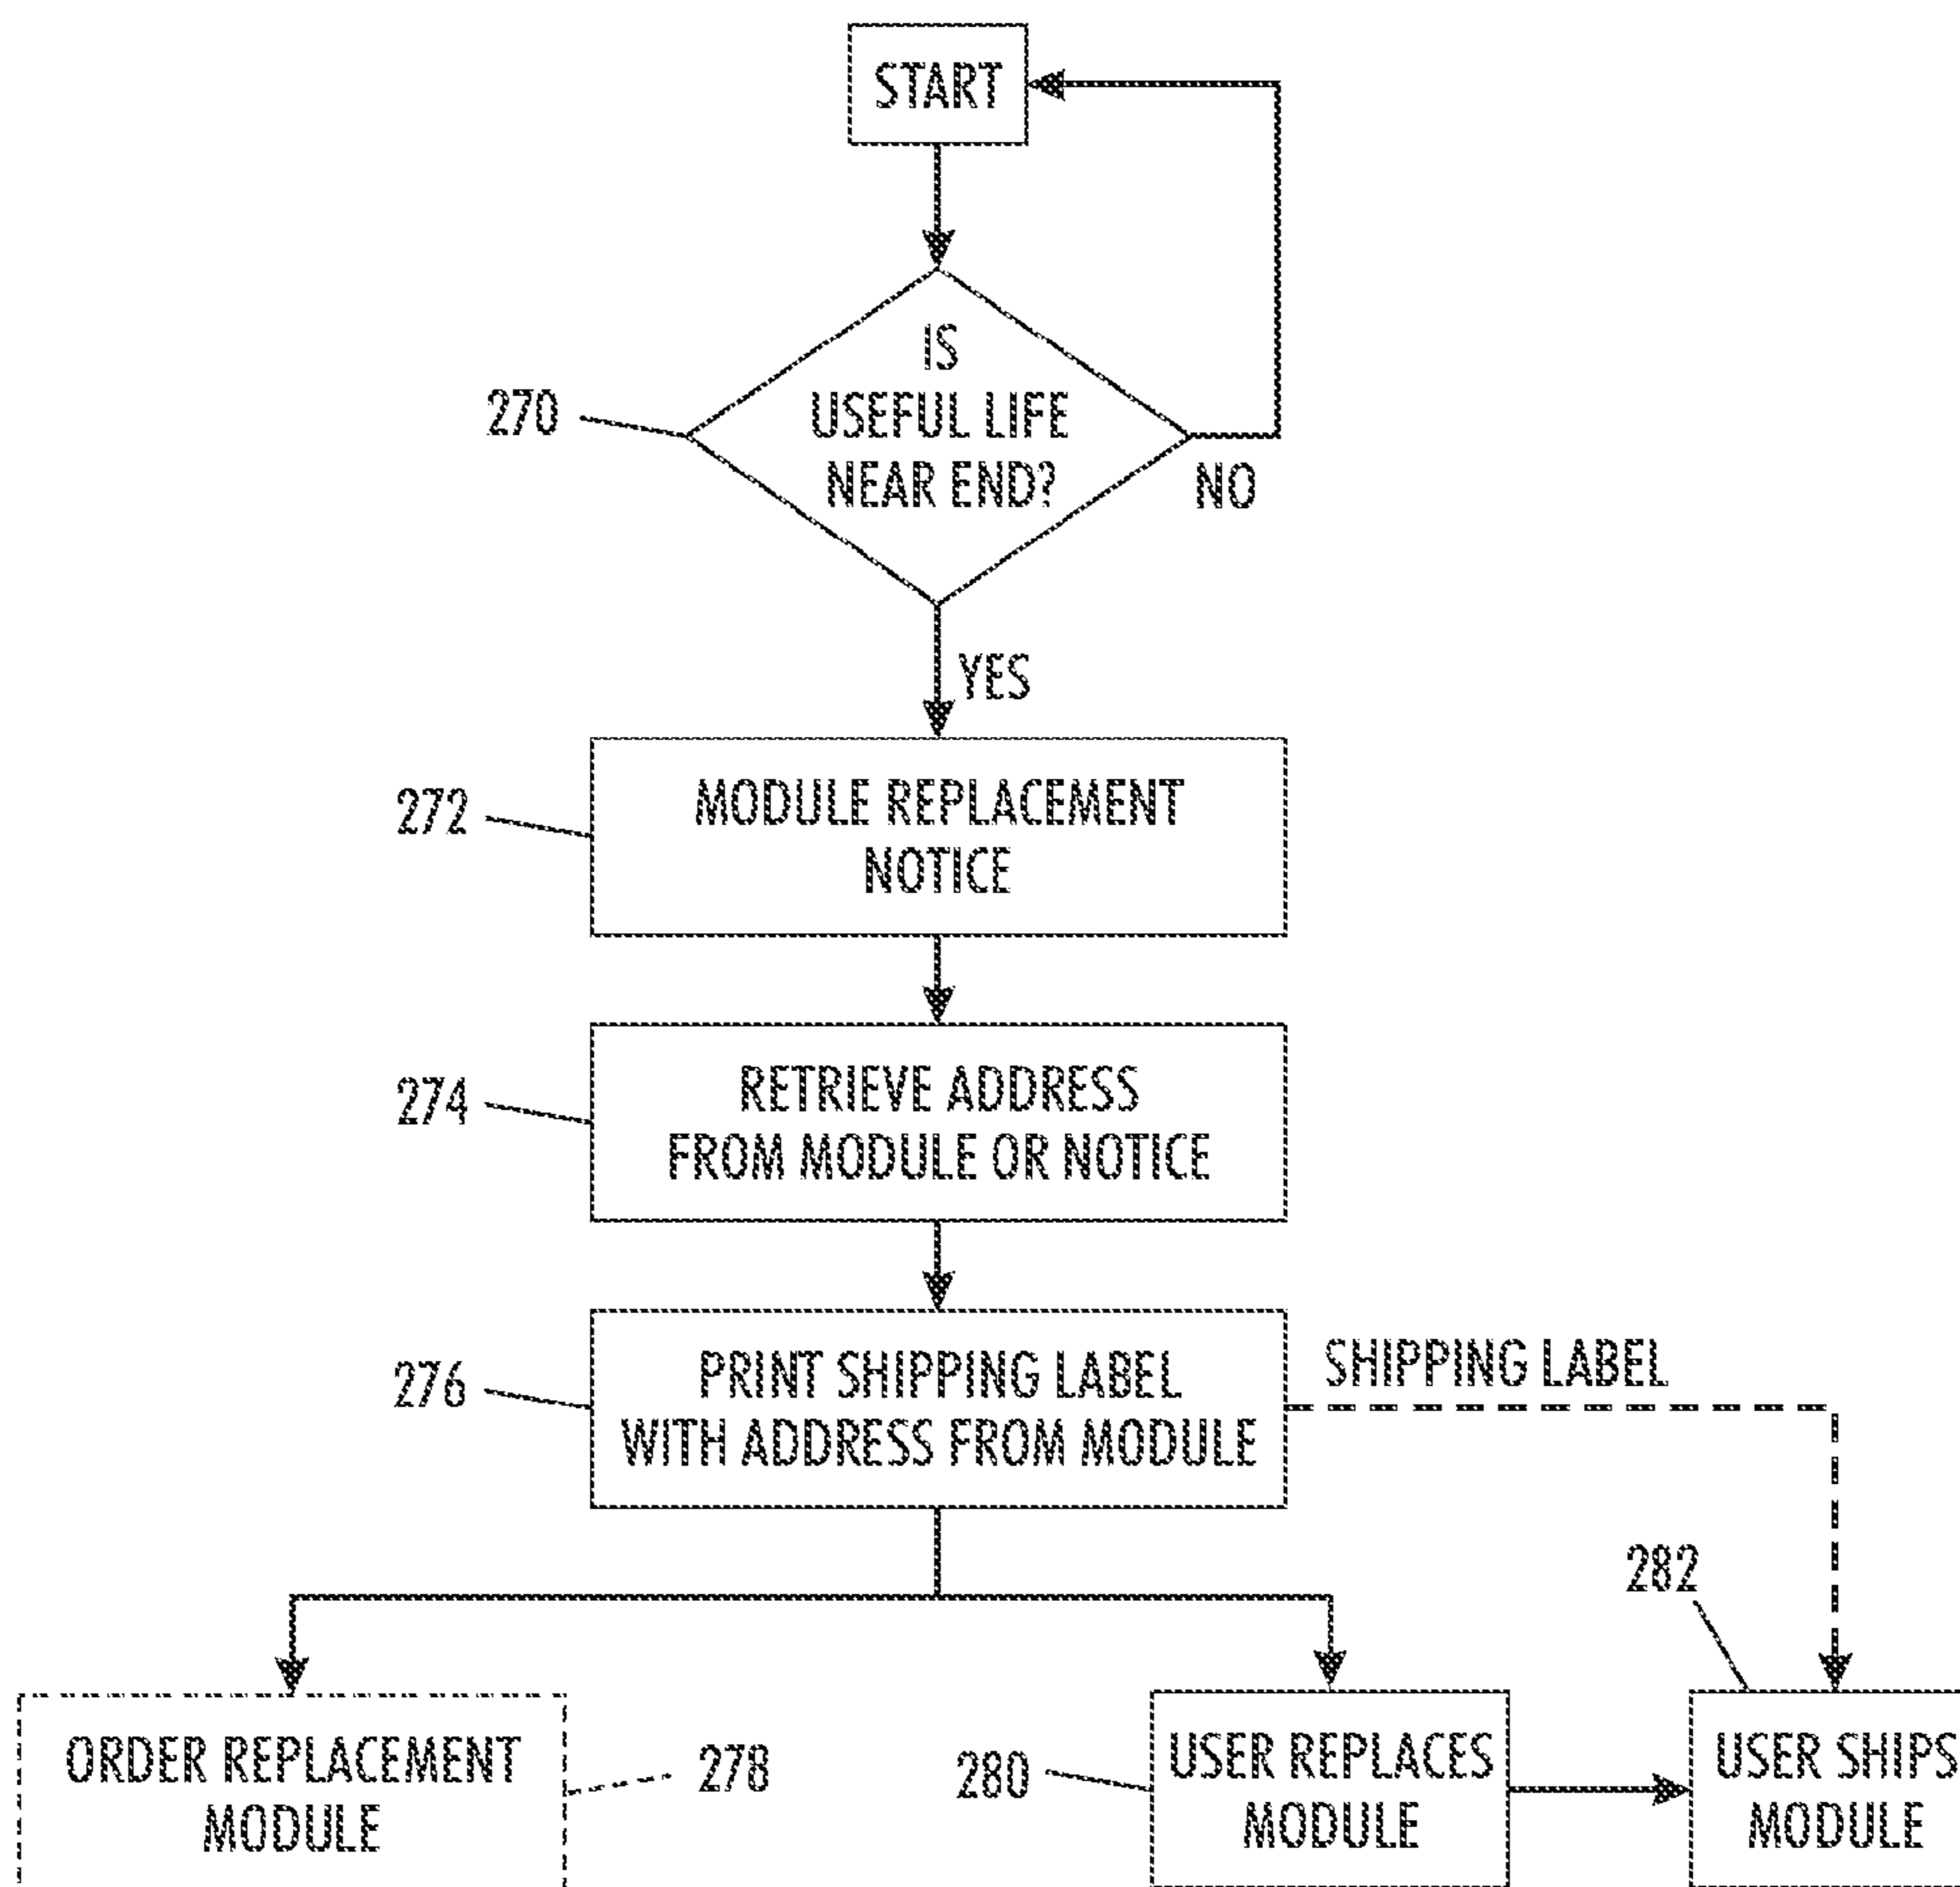 START
IS
USEFUL LIFE
NEAR END?
270
NO
YES
MODULE REPLACEMENT
NOTICE
272
RETRIEVE ADDRESS
FROM MODULE OR NOTICE
274
PRINT SHIPPING LABEL
WITH ADDRESS FROM MODULE
276
SHIPPING LABEL
ORDER REPLACEMENT
MODULE
278
280
USER REPLACES
MODULE
282
USER SHIPS
MODULE